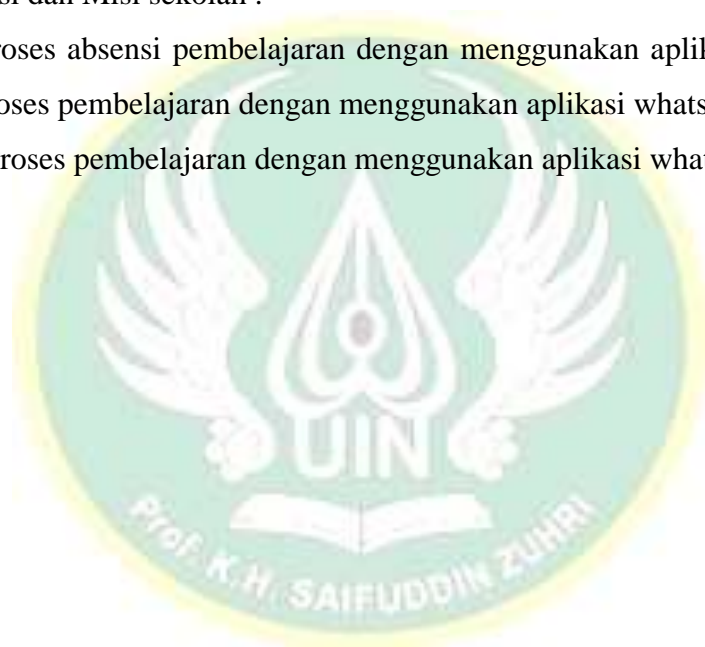 si dan Misi sekolah .
roses absensi pembelajaran dengan menggunakan aplik
oses pembelajaran dengan menggunakan aplikasi whats
roses pembelajaran dengan menggunakan aplikasi what
UIN
Prof. K.H. SAIFUDDIN ZUHRI